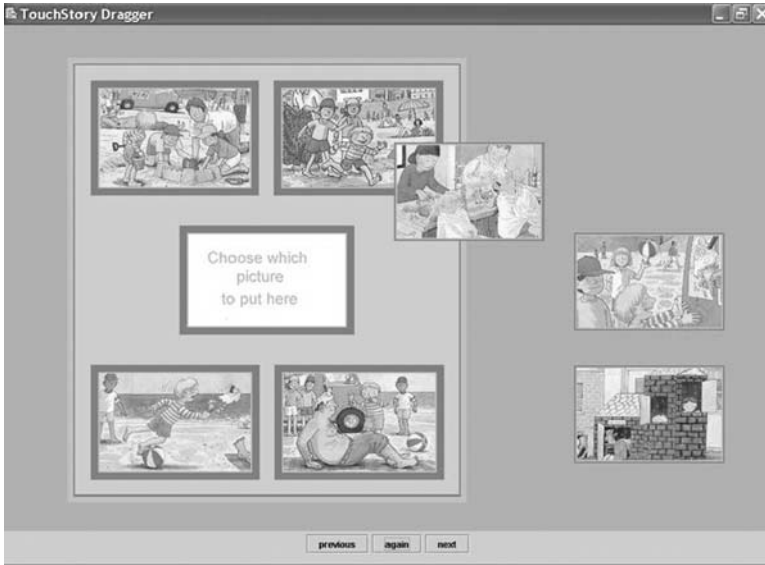 TouchStory Dragger
Choose which
picture
to put here
previous again next